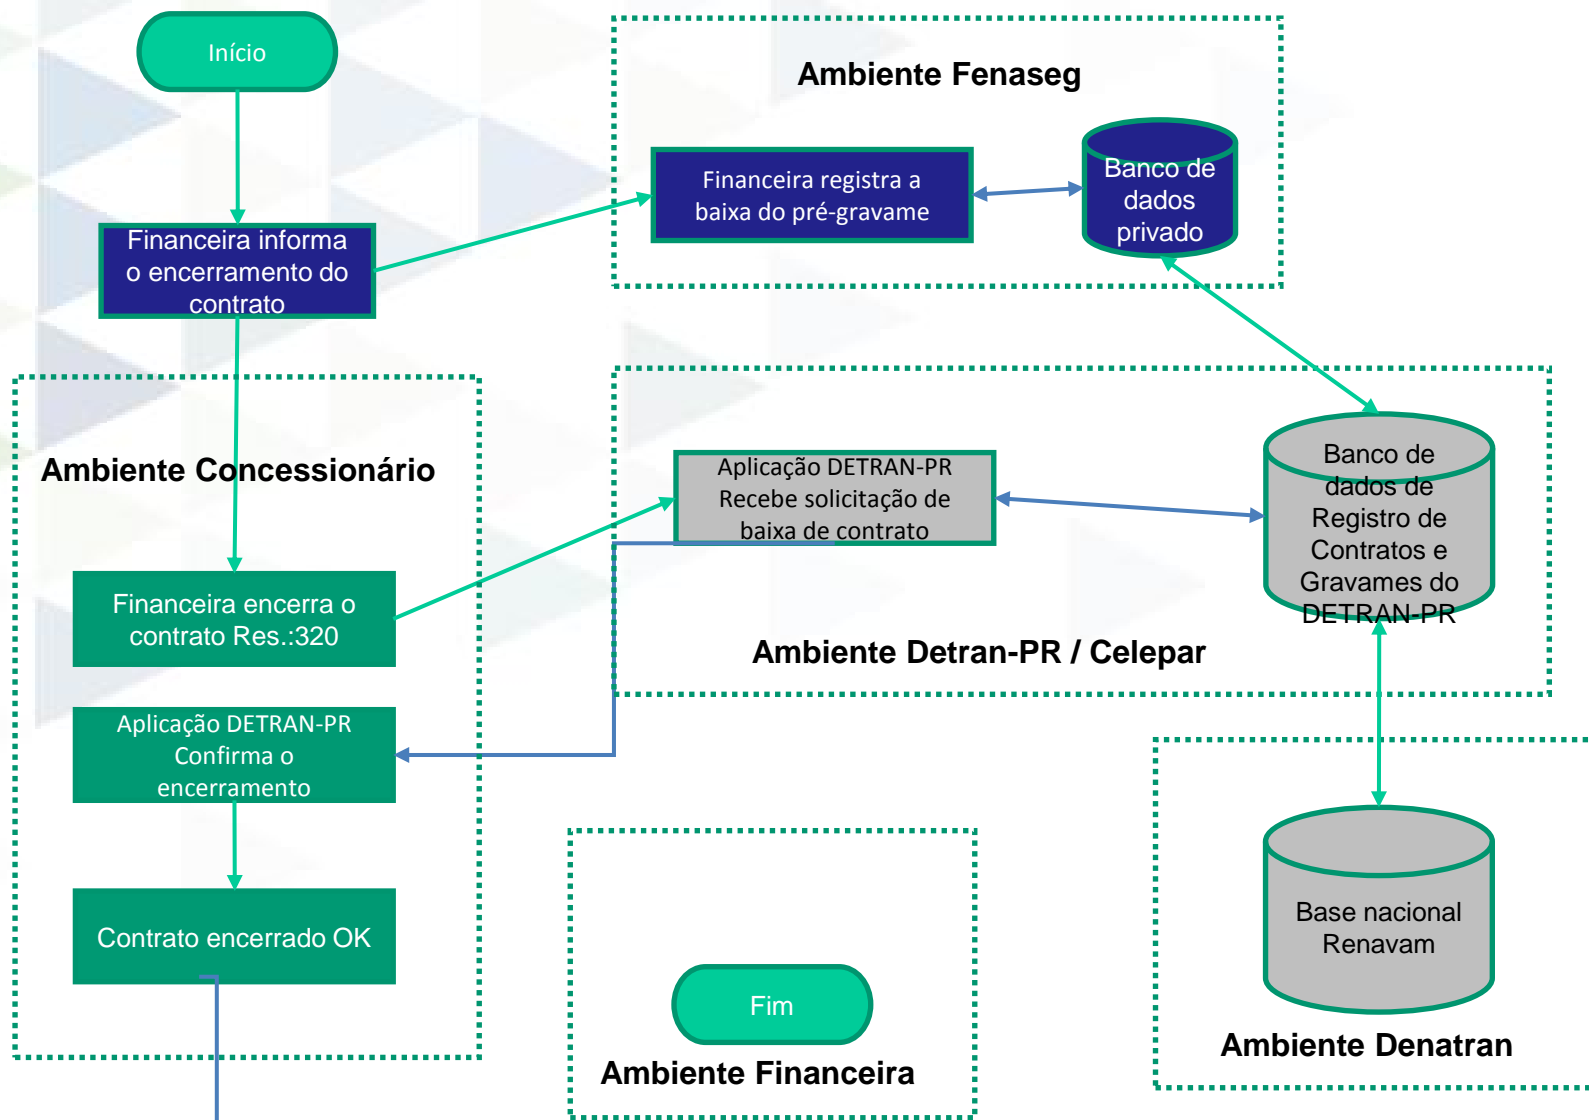 Início
Ambiente Fenaseg
Financeira registra a
baixa do pré-gravame
Banco de
dados
privado
Financeira informa
o encerramento do
contrato
Ambiente Concessionário
Aplicação DETRAN-PR
Recebe solicitação de
baixa de contrato
Banco de
dados de
Registro de
Contratos e
Gravames do
DETRAN-PR
Financeira encerra o
contrato Res.:320
Ambiente Detran-PR / Celepar
Aplicação DETRAN-PR
Confirma o
encerramento
Contrato encerrado OK
Base nacional
Renavam
Fim
Ambiente Financeira
Ambiente Denatran